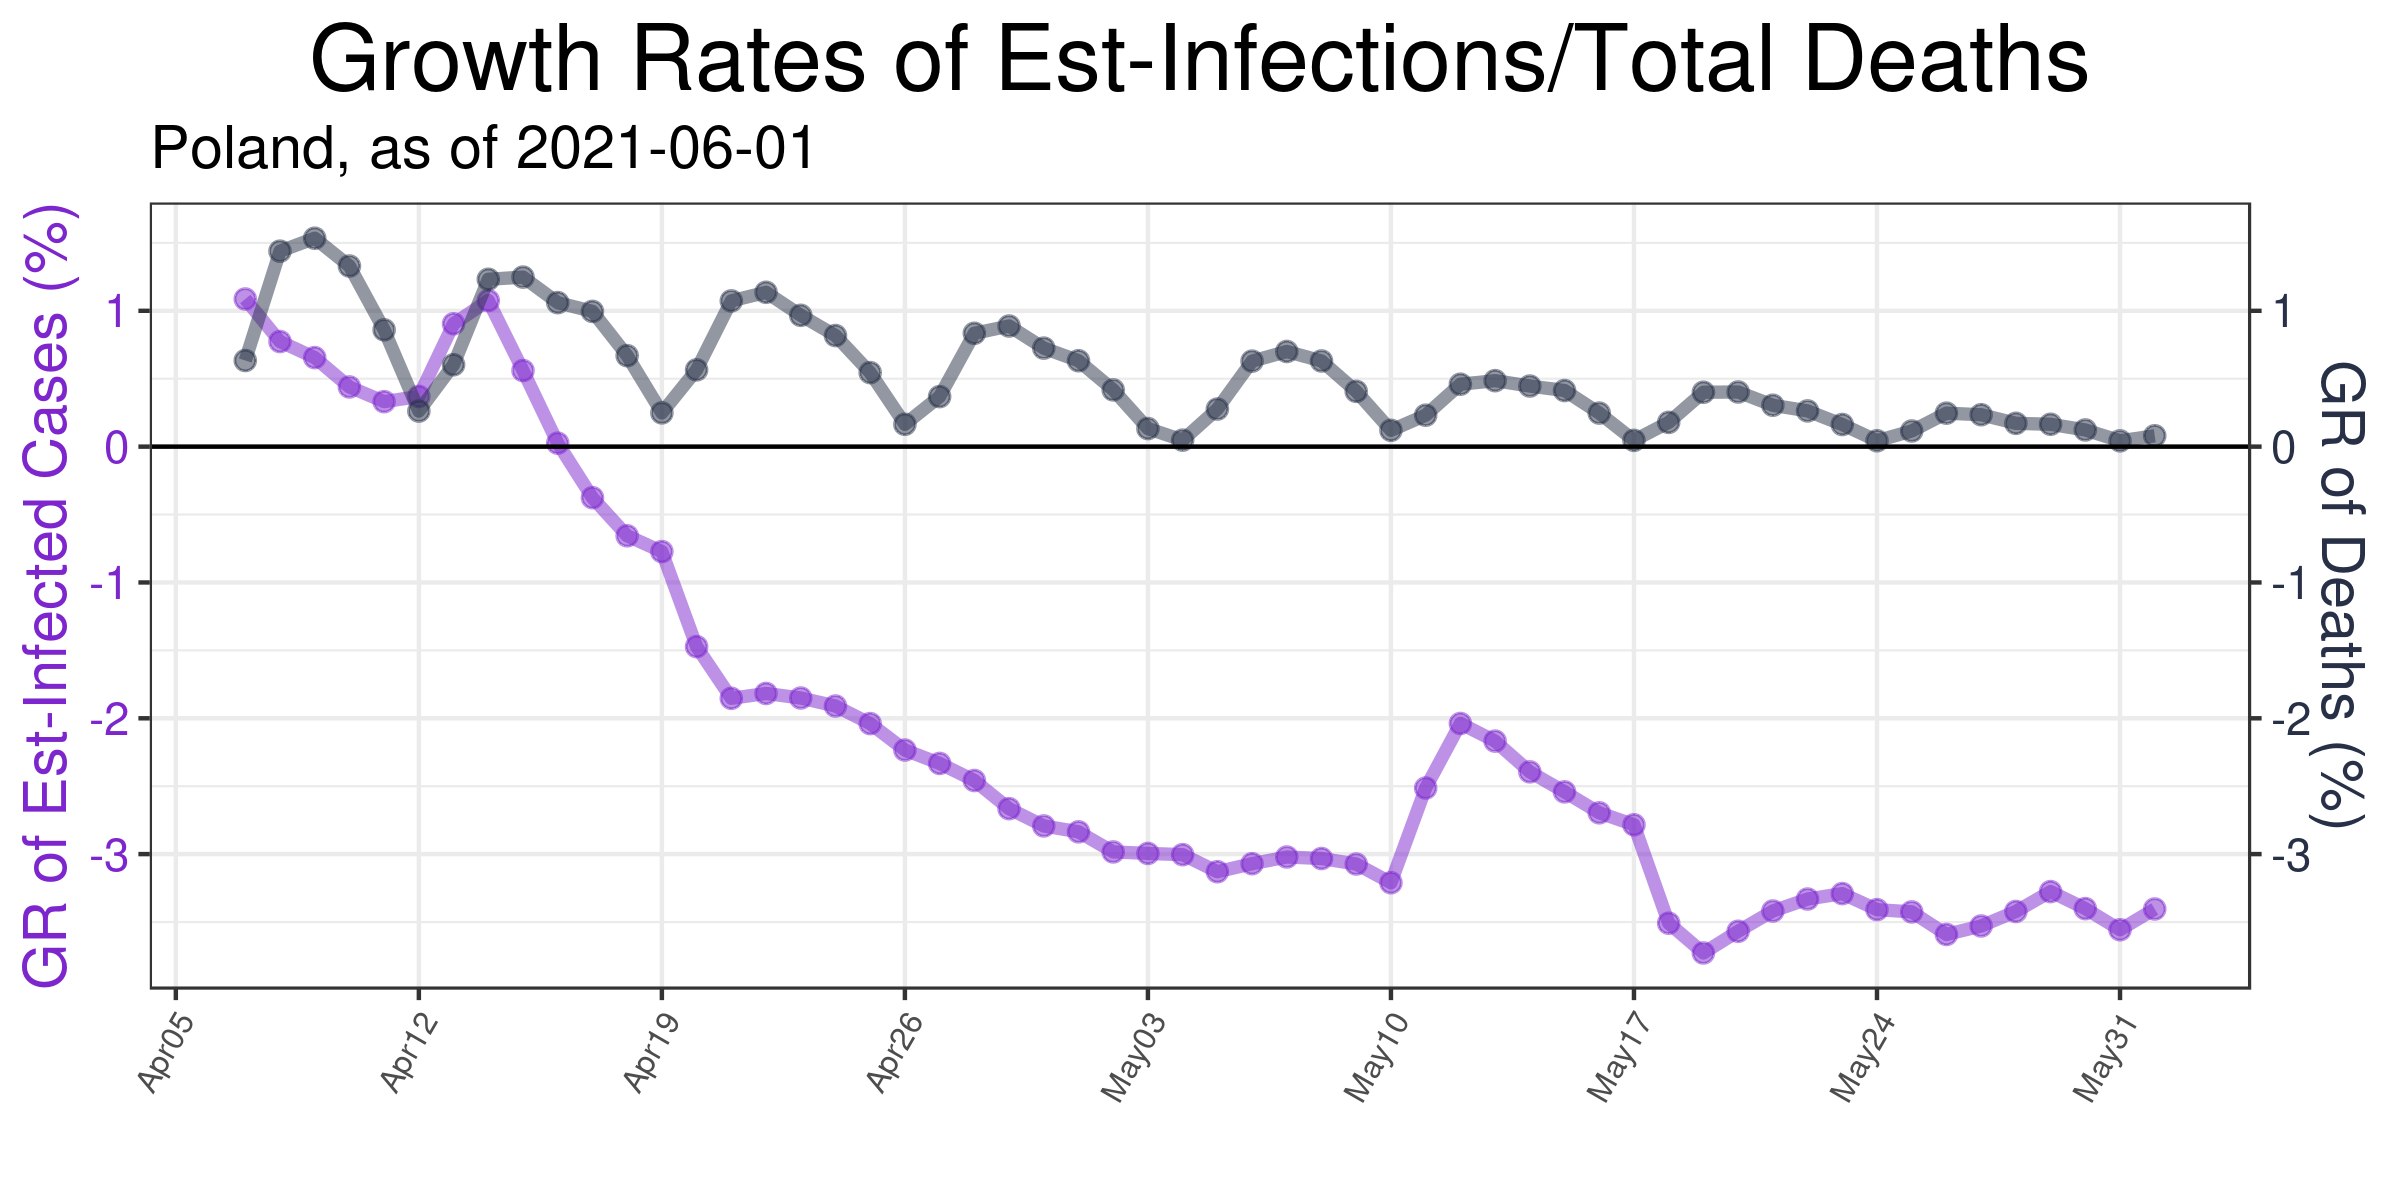 Growth Rates of Est-Infections/Total Deaths
Poland, as of 2021-06-01
GR of Est-Infected Cases (%)
1
0
-1
-2
-3
1
0
-1
-2
-3
GR of Deaths (%)
Apr05
Apr12
Apr19
Apr26
May03
May10
May17
May24
May31